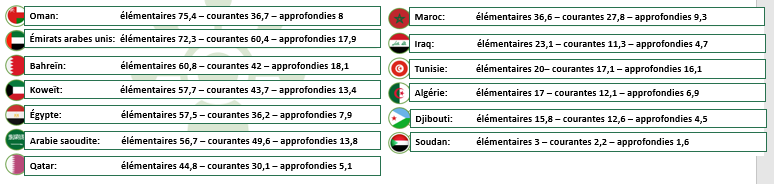 Oman: élémentaires 75,4 – courantes 36,7 – approfondies 8
Émirats arabes unis: élémentaires 72,3 – courantes 60,4 – approfondies 17,9
Bahreïn: élémentaires 60,8 – courantes 42 – approfondies 18,1
Koweït: élémentaires 57,7 – courantes 43,7 – approfondies 13,4
Égypte: élémentaires 57,5 – courantes 36,2 – approfondies 7,9
Arabie saoudite: élémentaires 56,7 – courantes 49,6 – approfondies 13,8
Qatar: élémentaires 44,8 – courantes 30,1 – approfondies 5,1
Maroc: élémentaires 36,6 – courantes 27,8 – approfondies 9,3
Iraq: élémentaires 23,1 – courantes 11,3 – approfondies 4,7
Tunisie: élémentaires 20– courantes 17,1 – approfondies 16,1
Algérie: élémentaires 17 – courantes 12,1 – approfondies 6,9
Djibouti: élémentaires 15,8 – courantes 12,6 – approfondies 4,5
Soudan: élémentaires 3 – courantes 2,2 – approfondies 1,6